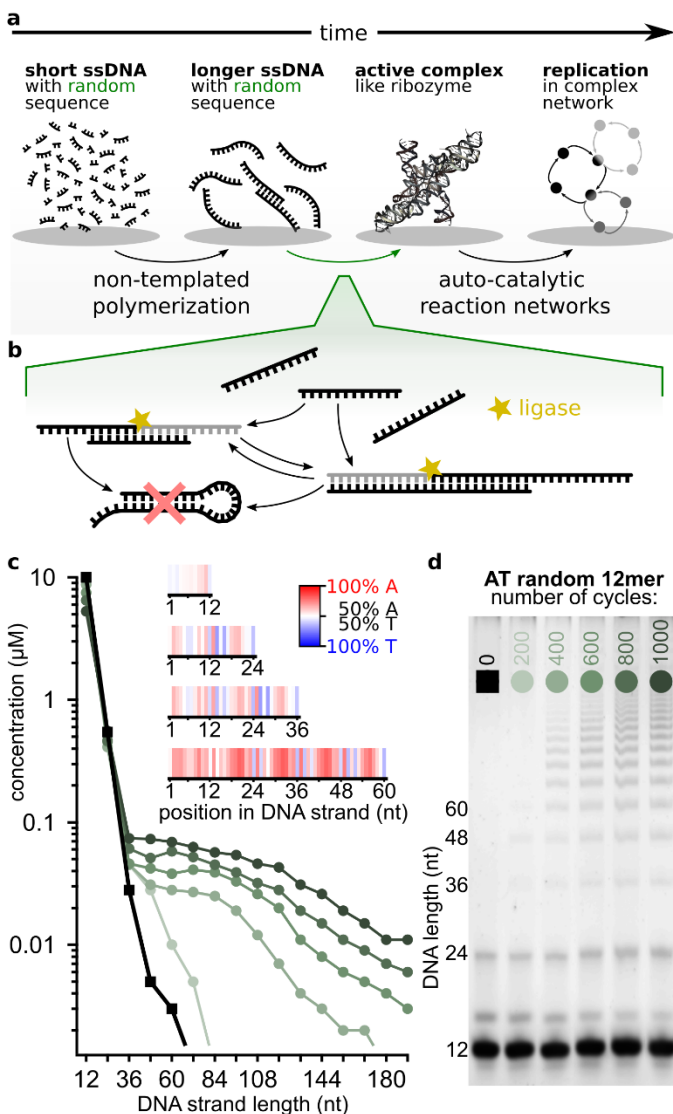 a
time
short ssDNA
with random
sequence
longer ssDNA
with random
sequence
active complex
like ribozyme
replication
in complex
network
non-templated
polymerization
auto-catalytic
reaction networks
b
ligase
c
10
1
0.1
0.01
concentration (µM)
12 36 60 84 108 144 180
DNA strand length (nt)
1 12
1 12 24
1 12 24 36
1 12 24 36 48 60
position in DNA strand (nt)
100% A
50% A
50% T
100% T
d
AT random 12mer
number of cycles:
0 200 400 600 800 1000
60
48
36
24
12
DNA length (nt)